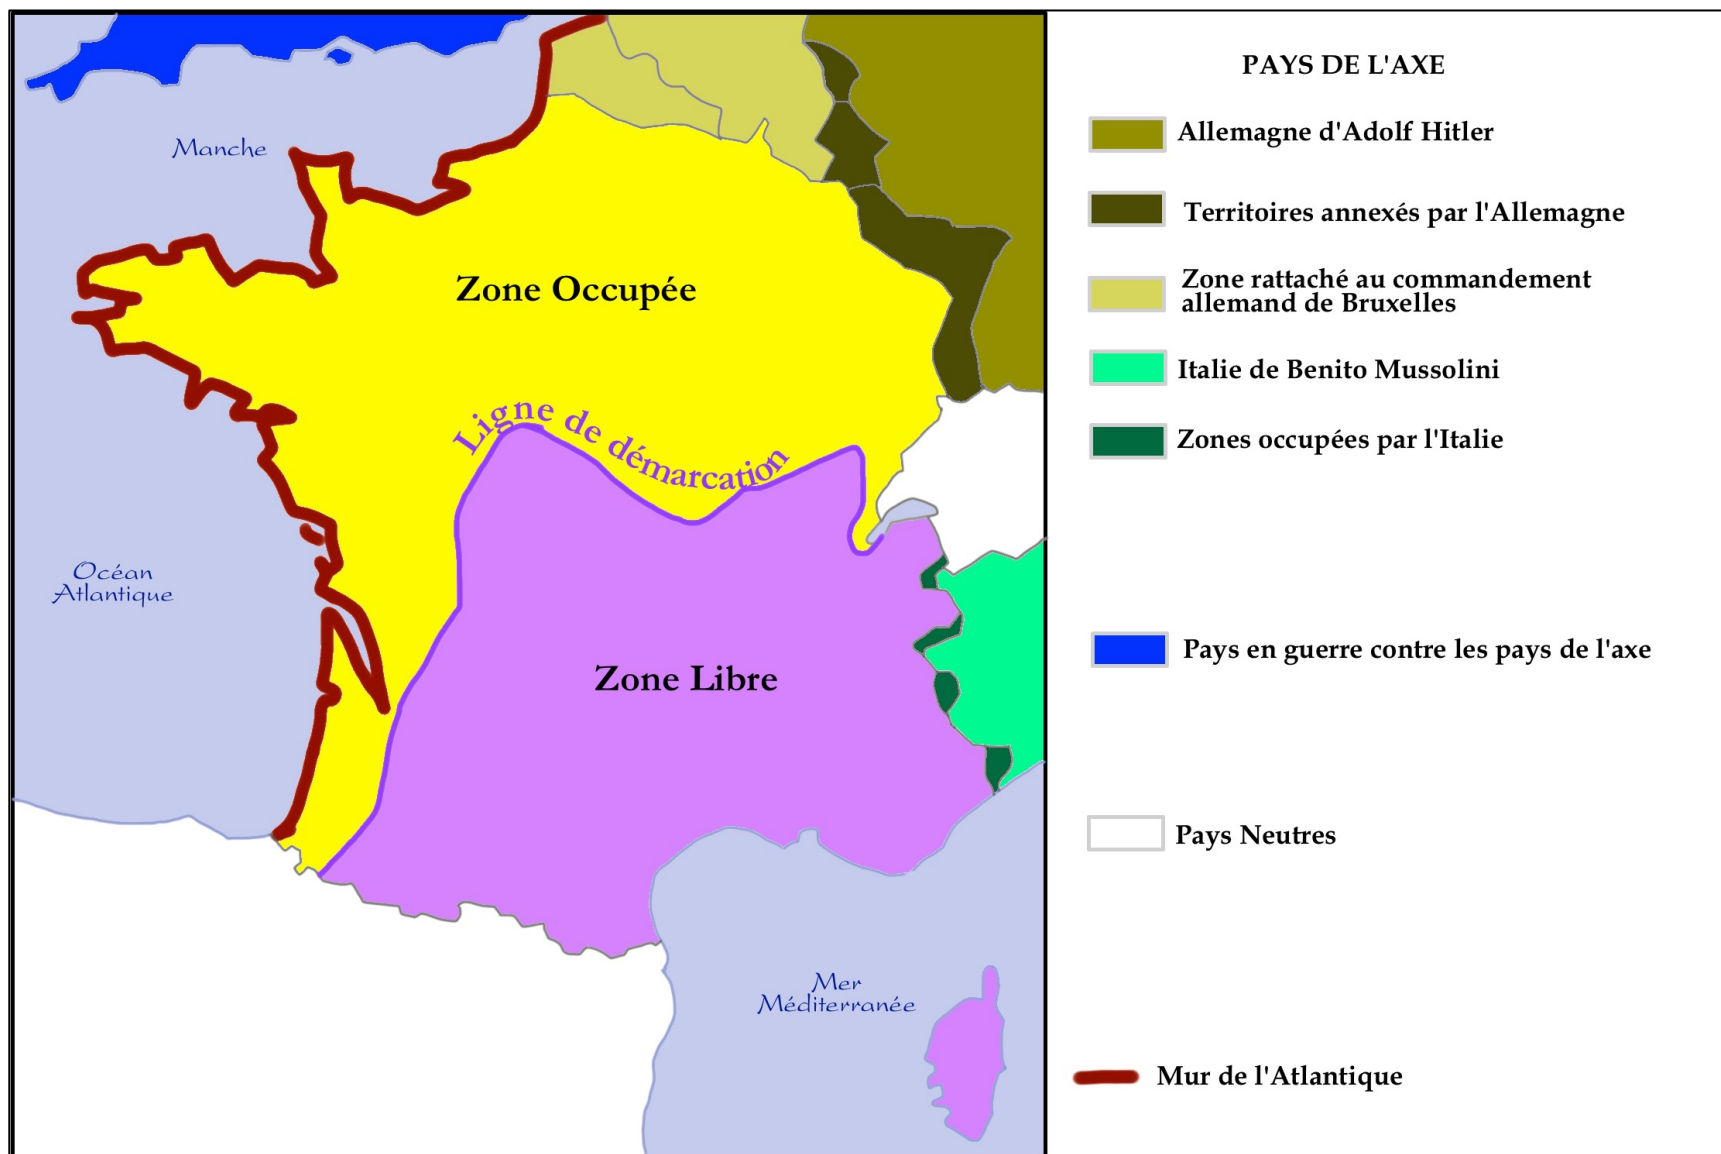 Manche
Zone Occupée
Ligne de démarcation
Océan
Atlantique
Zone Libre
Mer
Méditerranée
PAYS DE L'AXE
Allemagne d'Adolf Hitler
Territoires annexés par l'Allemagne
Zone rattaché au commandement
allemand de Bruxelles
Italie de Benito Mussolini
Zones occupées par l'Italie
Pays en guerre contre les pays de l'axe
Pays Neutres
Mur de l'Atlantique